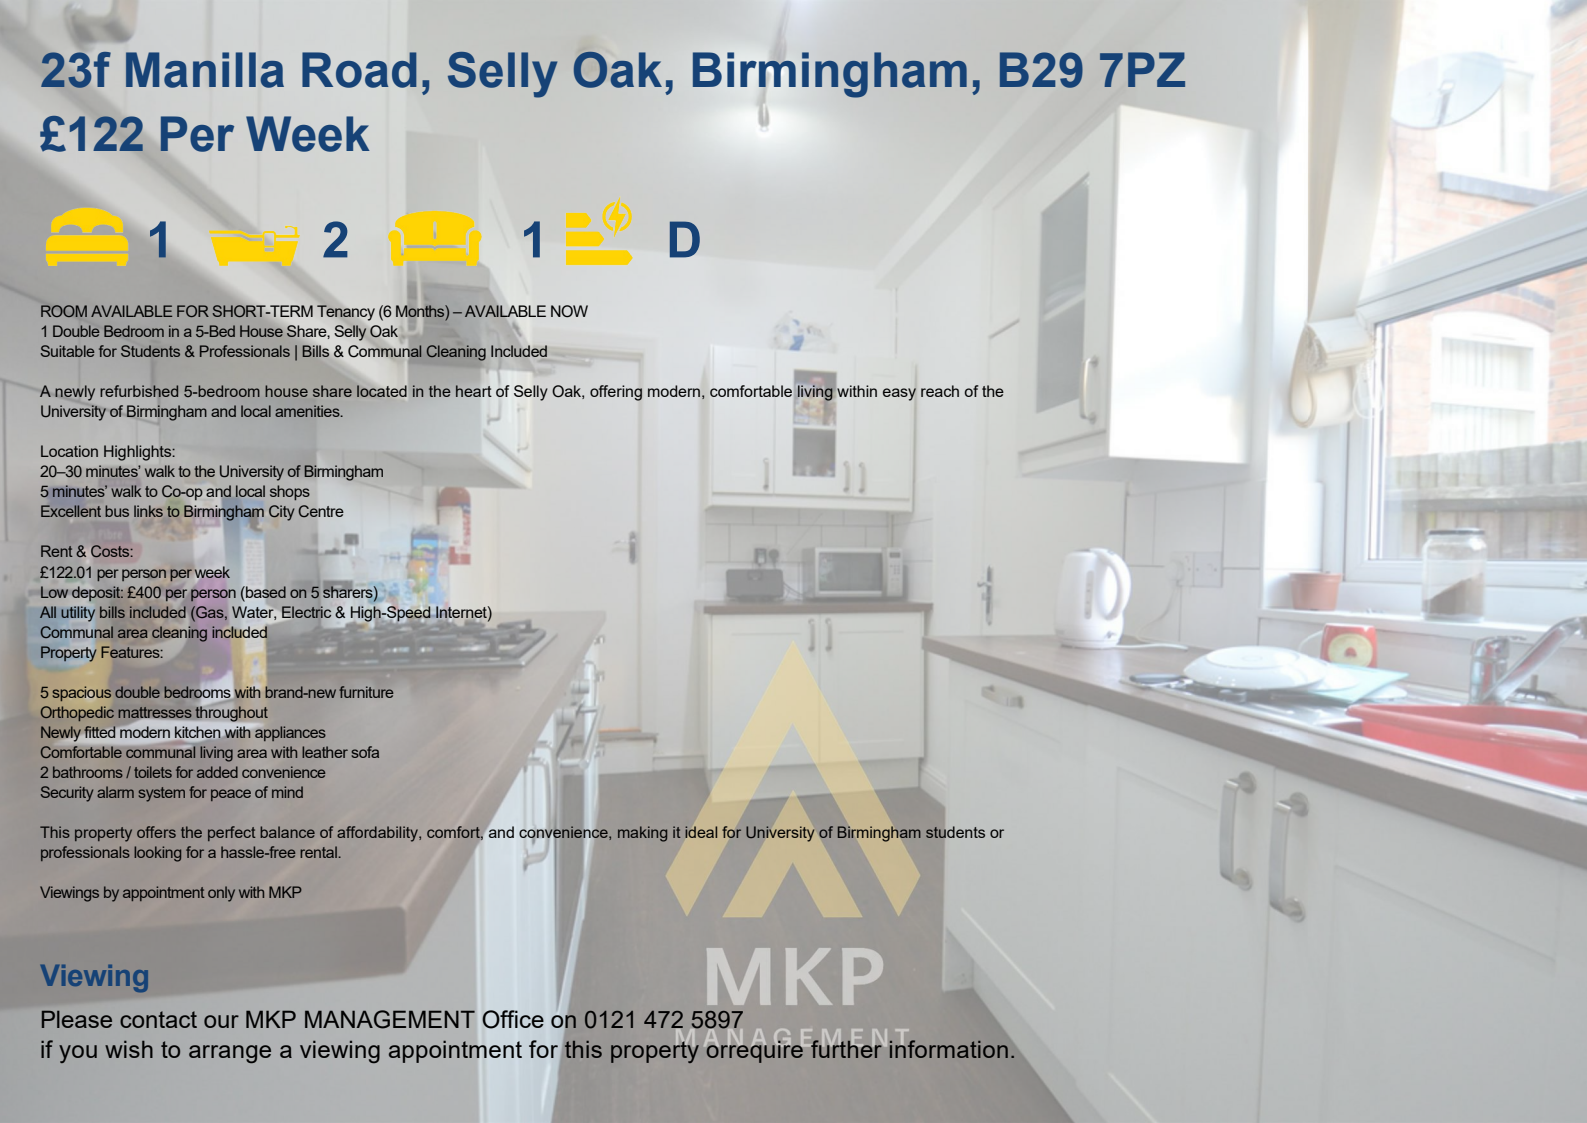 23f Manilla Road, Selly Oak, Birmingham, B29 7PZ
£122 Per Week
1 2 1 D
ROOM AVAILABLE FOR SHORT-TERM Tenancy (6 Months) – AVAILABLE NOW
1 Double Bedroom in a 5-Bed House Share, Selly Oak
Suitable for Students & Professionals | Bills & Communal Cleaning Included
A newly refurbished 5-bedroom house share located in the heart of Selly Oak, offering modern, comfortable living within easy reach of the
University of Birmingham and local amenities.
Location Highlights:
20–30 minutes’ walk to the University of Birmingham
5 minutes’ walk to Co-op and local shops
Excellent bus links to Birmingham City Centre
Rent & Costs:
£122.01 per person per week
Low deposit: £400 per person (based on 5 sharers)
All utility bills included (Gas, Water, Electric & High-Speed Internet)
Communal area cleaning included
Property Features:
5 spacious double bedrooms with brand-new furniture
Orthopedic mattresses throughout
Newly fitted modern kitchen with appliances
Comfortable communal living area with leather sofa
2 bathrooms / toilets for added convenience
Security alarm system for peace of mind
This property offers the perfect balance of affordability, comfort, and convenience, making it ideal for University of Birmingham students or
professionals looking for a hassle-free rental.
Viewings by appointment only with MKP
Viewing
Please contact our MKP MANAGEMENT Office on 0121 472 5897
if you wish to arrange a viewing appointment for this property orrequire further information.
MKP
MANAGEMENT